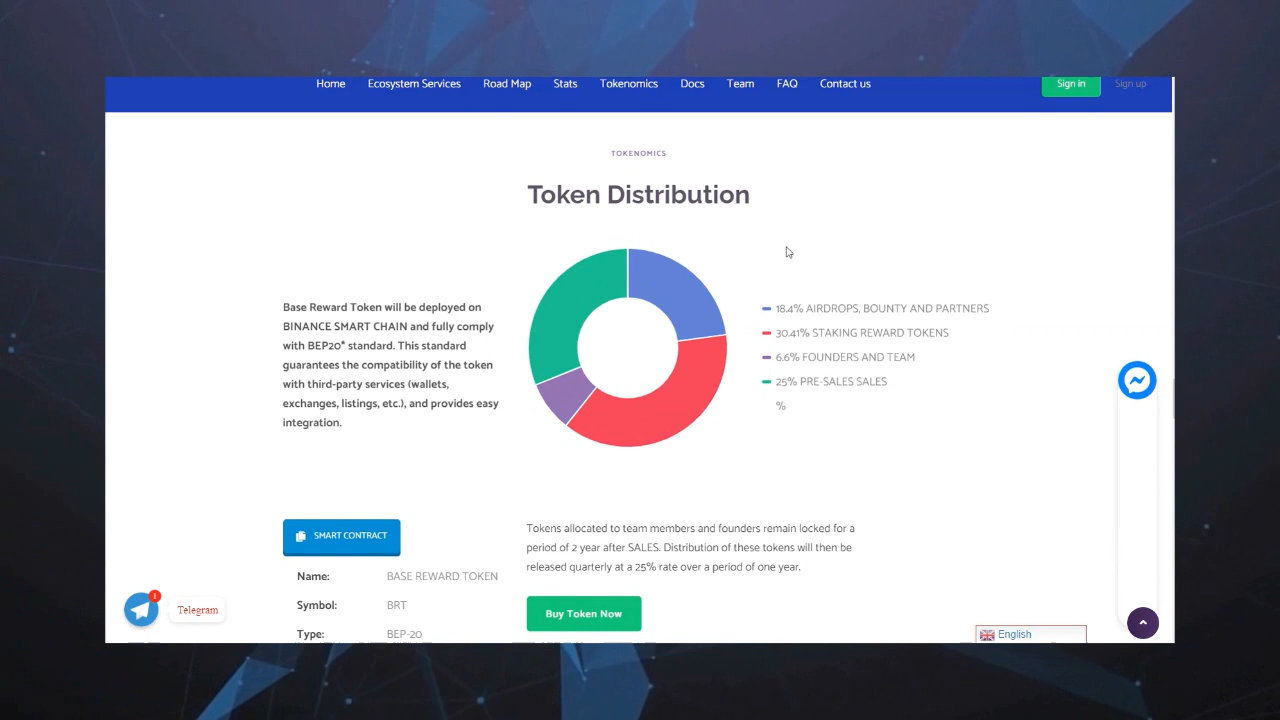 Home Ecosystem Services Road Map Stats Tokenomics Docs Team FAQ Contact us Sign in Sign up
TOKENOMICS
Token Distribution
Base Reward Token will be deployed on
BINANCE SMART CHAIN and fully comply
with BEP20* standard. This standard
guarantees the compatibility of the token
with third-party services (wallets,
exchanges, listings, etc.), and provides easy
integration.
18.4% AIRDROPS, BOUNTY AND PARTNERS
30.41% STAKING REWARD TOKENS
6.6% FOUNDERS AND TEAM
25% PRE-SALES SALES
%
SMART CONTRACT
Name: BASE REWARD TOKEN
Symbol: BRT
Type: BEP-20
Tokens allocated to team members and founders remain locked for a
period of 2 year after SALES. Distribution of these tokens will then be
released quarterly at a 25% rate over a period of one year.
Buy Token Now
1
Telegram
English